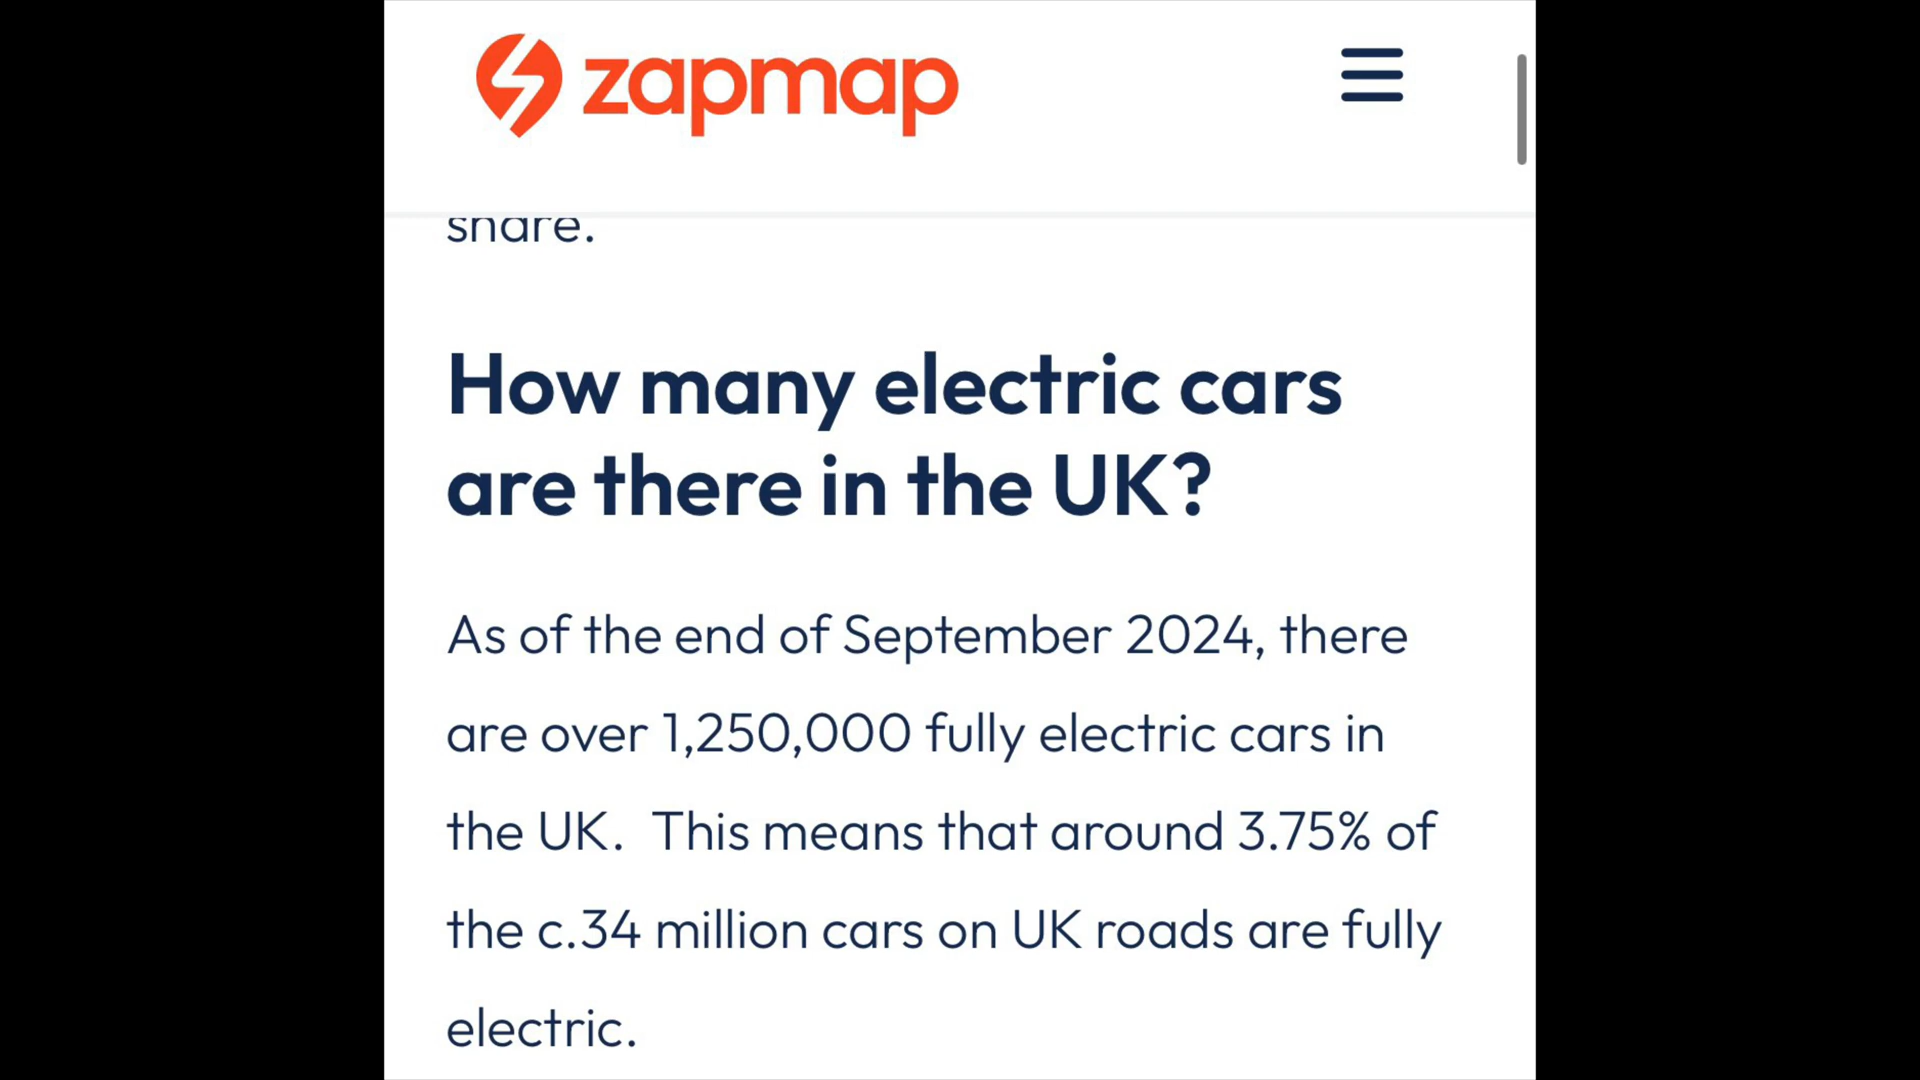 zapmap
share.
How many electric cars
are there in the UK?
As of the end of September 2024, there
are over 1,250,000 fully electric cars in
the UK.  This means that around 3.75% of
the c.34 million cars on UK roads are fully
electric.